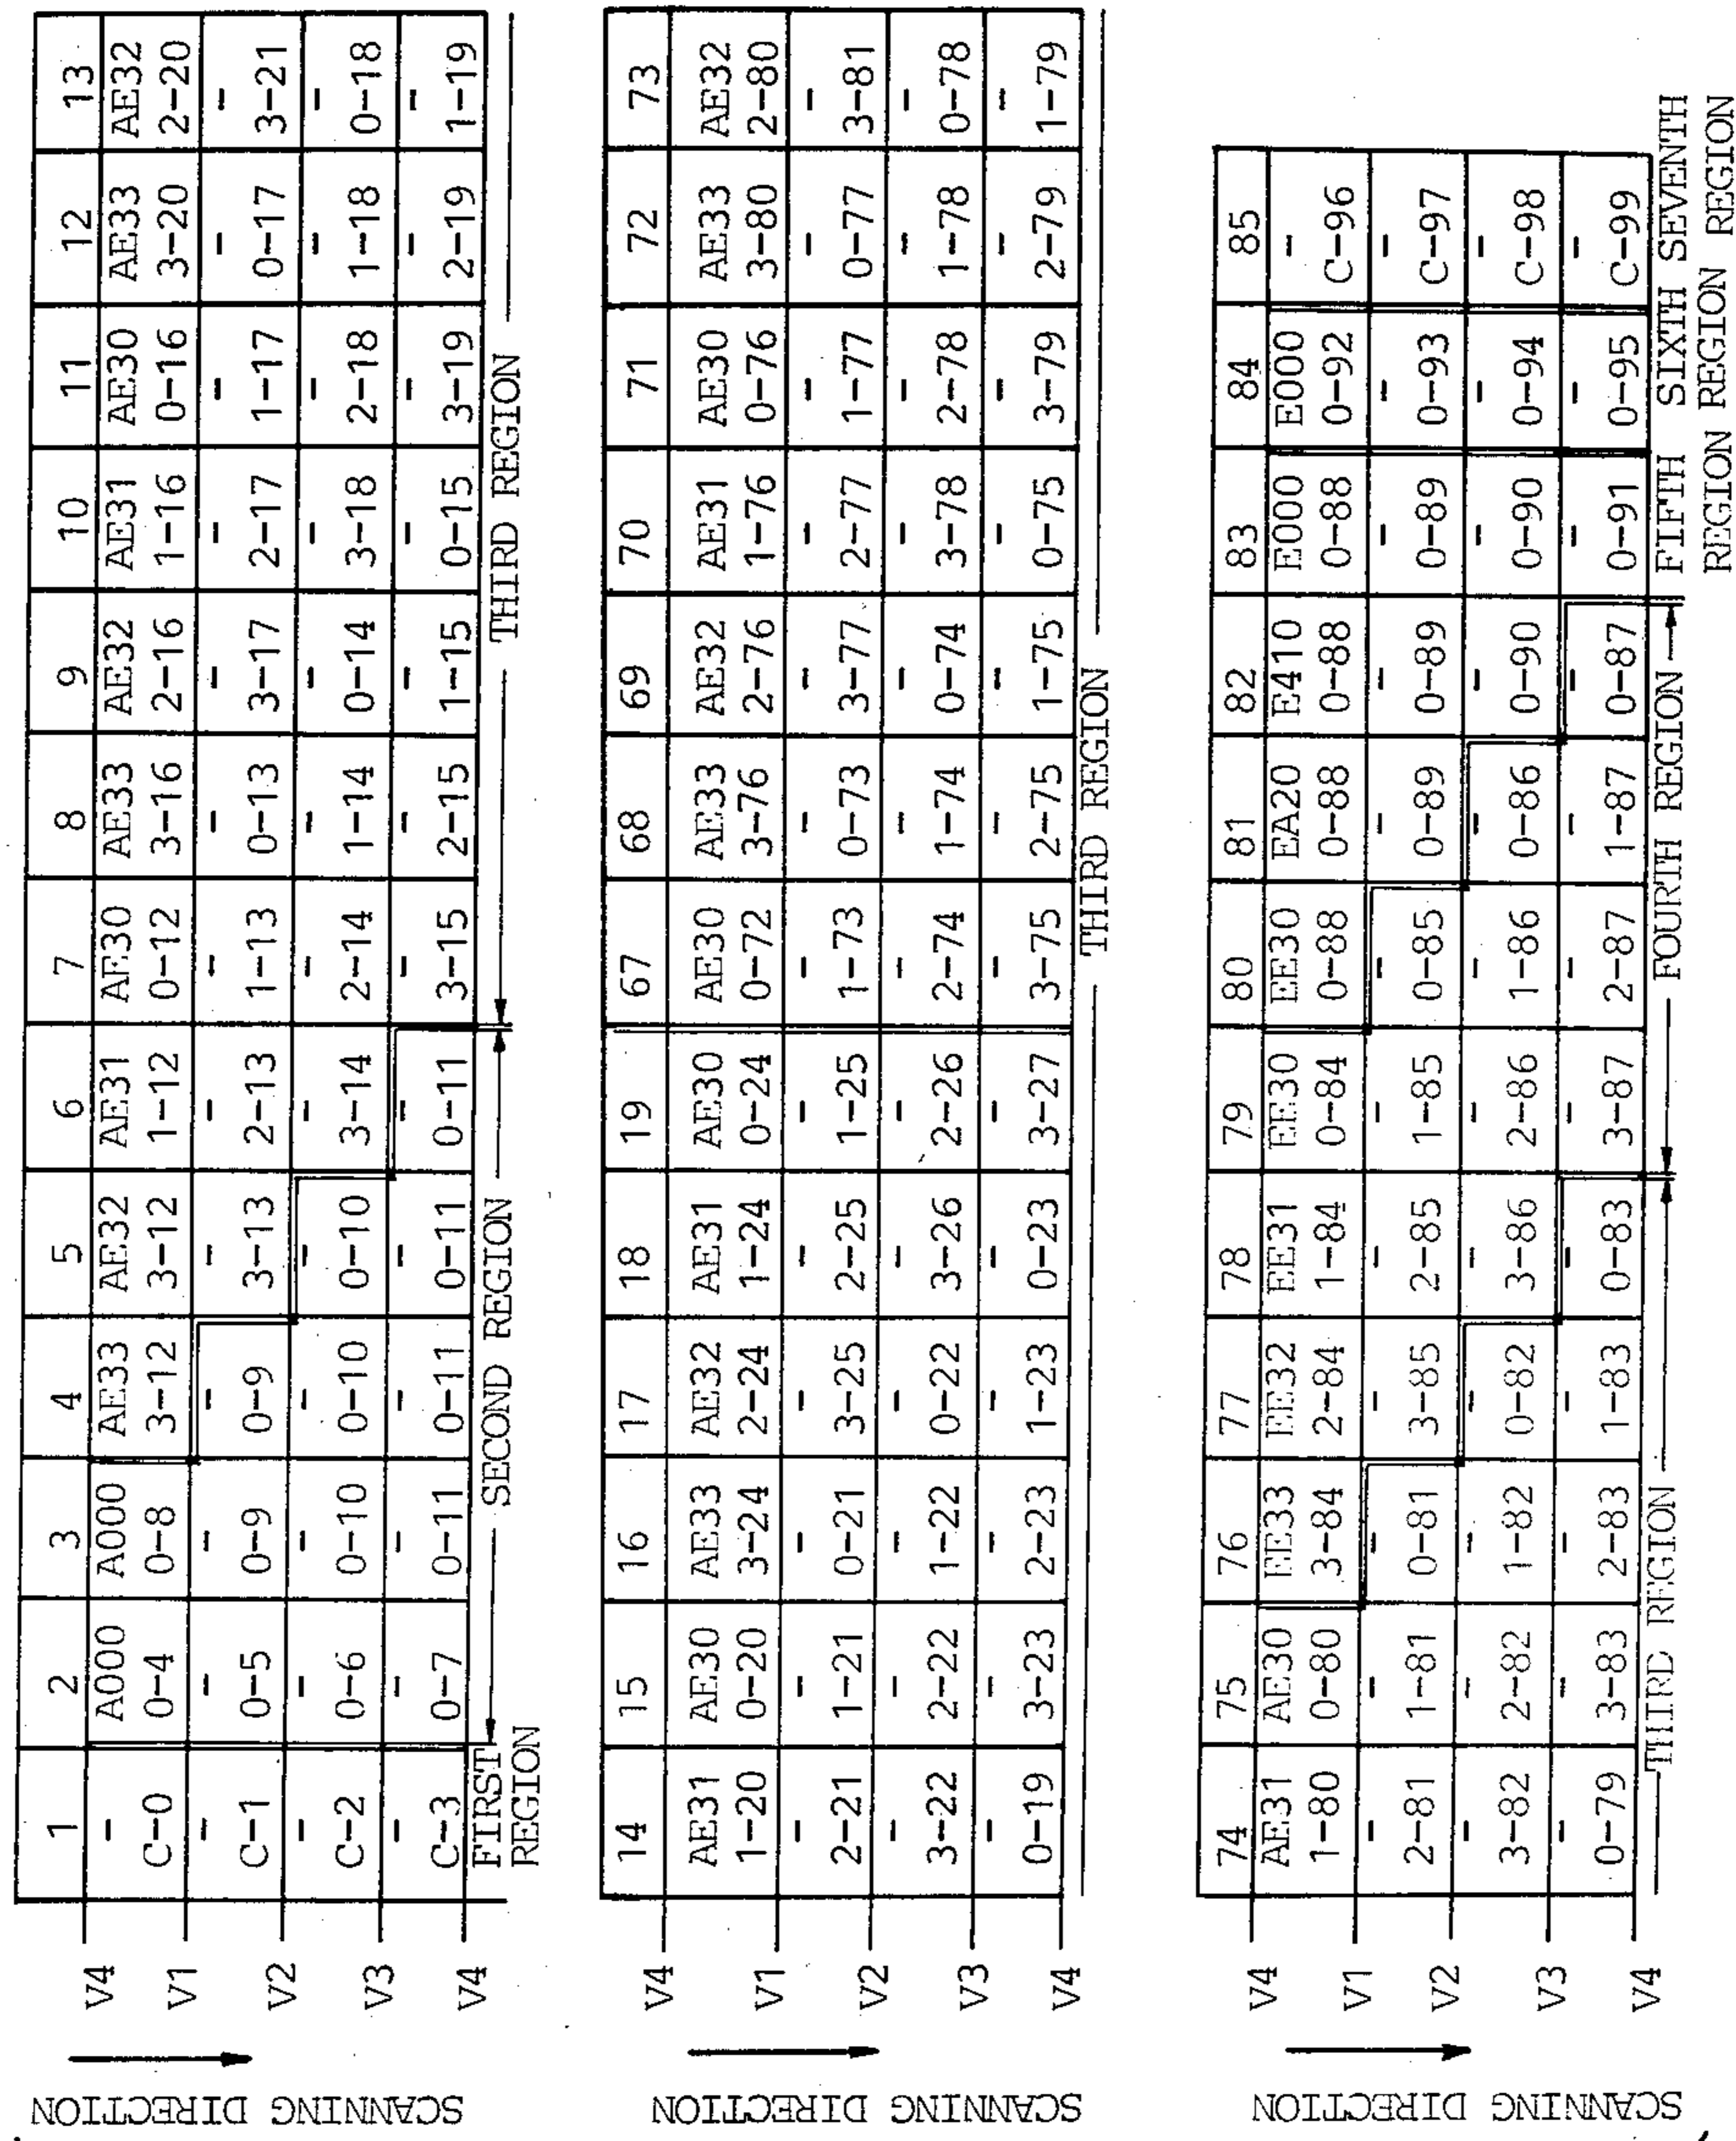 1 2 3 4 5 6 7 8 9 10 11 12 13
V4 - A000 A000 AE33 AE32 AE31 AE30 AE33 AE32 AE31 AE30 AE33 AE32
C-0 0-4 0-8 3-12 3-12 1-12 0-12 3-16 2-16 1-16 0-16 3-20 2-20
V1 - - - - - - - - - - - - -
C-1 0-5 0-9 0-9 3-13 2-13 1-13 0-13 3-17 2-17 1-17 0-17 3-21
V2 - - - - - - - - - - - - -
C-2 0-6 0-10 0-10 0-10 3-14 2-14 1-14 0-14 3-18 2-18 1-18 0-18
V3 - - - - - - - - - - - - -
C-3 0-7 0-11 0-11 0-11 0-11 3-15 2-15 1-15 0-15 3-19 2-19 1-19
V4
SCANNING DIRECTION
FIRST REGION
SECOND REGION
THIRD REGION
14 15 16 17 18 19 67 68 69 70 71 72 73
V4 AE31 AE30 AE33 AE32 AE31 AE30 AE30 AE33 AE32 AE31 AE30 AE33 AE32
1-20 0-20 3-24 2-24 1-24 0-24 0-72 3-76 2-76 1-76 0-76 3-80 2-80
V1 - - - - - - - - - - - - -
2-21 1-21 0-21 3-25 2-25 1-25 1-73 0-73 3-77 2-77 1-77 0-77 3-81
V2 - - - - - - - - - - - - -
3-22 2-22 1-22 0-22 3-26 2-26 2-74 1-74 0-74 3-78 2-78 1-78 0-78
V3 - - - - - - - - - - - - -
0-19 3-23 2-23 1-23 0-23 3-27 3-75 2-75 1-75 0-75 3-79 2-79 1-79
V4
SCANNING DIRECTION
THIRD REGION
74 75 76 77 78 79 80 81 82 83 84 85
V4 AE31 AE30 EE33 EE32 EE31 EE30 EE30 EA20 E410 E000 E000 -
1-80 0-80 3-84 2-84 1-84 0-84 0-88 0-88 0-88 0-88 0-92 C-96
V1 - - - - - - - - - - - -
2-81 1-81 0-81 3-85 2-85 1-85 0-85 0-89 0-89 0-89 0-93 C-97
V2 - - - - - - - - - - - -
3-82 2-82 1-82 0-82 3-86 2-86 1-86 0-86 0-90 0-90 0-94 C-98
V3 - - - - - - - - - - - -
0-79 3-83 2-83 1-83 0-83 3-87 2-87 1-87 0-87 0-91 0-95 C-99
V4
SCANNING DIRECTION
THIRD REGION
FOURTH REGION
FIFTH SIXTH SEVENTH
REGION REGION REGION